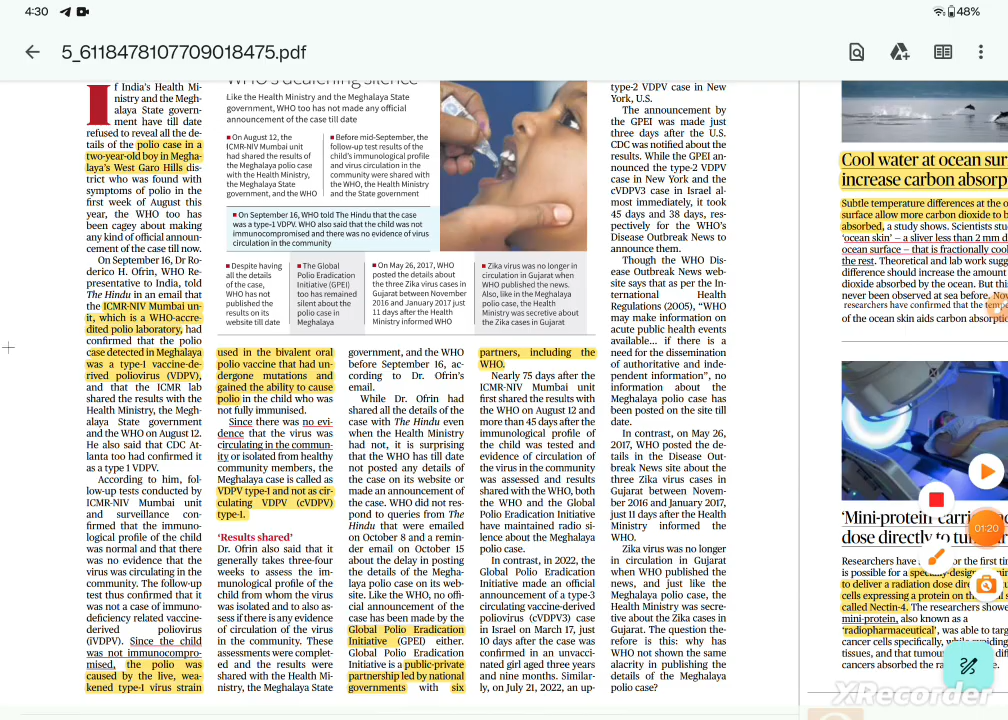 4:30
48%
5_6118478107709018475.pdf
f India's Health Mi-
nistry and the Megh-
alaya State govern-
ment have till date
refused to reveal all the de-
tails of the polio case in a
two-year-old boy in Megha-
laya's West Garo Hills dis-
trict who was found with
symptoms of polio in the
first week of August this
year, the WHO too has
been cagey about making
any kind of official announ-
cement of the case till now.
On September 16, Dr Ro-
derico H. Ofrin, WHO Re-
presentative to India, told
The Hindu in an email that
the ICMR-NIV Mumbai un-
it, which is a WHO-accre-
dited polio laboratory, had
confirmed that the polio
case detected in Meghalaya
was a type-1 vaccine-de-
rived poliovirus (VDPV),
and that the ICMR lab
shared the results with the
Health Ministry, the Megh-
alaya State government
and the WHO on August 12.
He also said that CDC At-
lanta too had confirmed it
as a type 1 VDPV.
According to him, fol-
low-up tests conducted by
ICMR-NIV Mumbai unit
and surveillance con-
firmed that the immuno-
logical profile of the child
was normal and that there
was no evidence that the
virus was circulating in the
community. The follow-up
test thus confirmed that it
was not a case of immuno-
deficiency related vaccine-
derived poliovirus
(iVDPV). Since the child
was not immunocompro-
mised, the polio was
caused by the live, wea-
kened type-1 virus strain
WHO's deafening silence
Like the Health Ministry and the Meghalaya State
government, WHO too has not made any official
announcement of the case till date
On August 12, the
ICMR-NIV Mumbai unit
had shared the results of
the Meghalaya polio case
with the Health Ministry,
the Meghalaya State
government, and the WHO
Before mid-September, the
follow-up test results of the
child's immunological profile
and virus circulation in the
community were shared with
the WHO, the Health Ministry
and the State government
On September 16, WHO told The Hindu that the case
was a type-1 VDPV. WHO also said that the child was not
immunocompromised and there was no evidence of virus
circulation in the community
Despite having
all the details
of the case,
WHO has not
published the
results on its
website till date
The Global
Polio Eradication
Initiative (GPEI)
too has remained
silent about the
polio case in
Meghalaya
On May 26, 2017, WHO
posted the details about
the three Zika virus cases in
Gujarat between November
2016 and January 2017 just
11 days after the Health
Ministry informed WHO
Zika virus was no longer in
circulation in Gujarat when
WHO published the news.
Also, like in the Meghalaya
polio case, the Health
Ministry was secretive about
the Zika cases in Gujarat
used in the bivalent oral
polio vaccine that had un-
dergone mutations and
gained the ability to cause
polio in the child who was
not fully immunised.
Since there was no evi-
dence that the virus was
circulating in the commun-
ity or isolated from healthy
community members, the
Meghalaya case is called as
VDPV type-1 and not as cir-
culating VDPV (cVDPV)
type-1.
'Results shared'
Dr. Ofrin also said that it
generally takes three-four
weeks to assess the im-
munological profile of the
child from whom the virus
was isolated and to also as-
sess if there is any evidence
of circulation of the virus
in the community. These
assessments were complet-
ed and the results were
shared with the Health Mi-
nistry, the Meghalaya State
government, and the WHO
before September 16, ac-
cording to Dr. Ofrin's
email.
While Dr. Ofrin had
shared all the details of the
case with The Hindu even
when the Health Ministry
had not, it is surprising
that the WHO has till date
not posted any details of
the case on its website or
made an announcement of
the case. WHO did not res-
pond to queries from The
Hindu that were emailed
on October 8 and a remin-
der email on October 15
about the delay in posting
the details of the Megha-
laya polio case on its web-
site. Like the WHO, no offi-
cial announcement of the
case has been made by the
Global Polio Eradication
Initiative (GPEI) either.
Global Polio Eradication
Initiative is a public-private
partnership led by national
governments with six
partners, including the
WHO.
Nearly 75 days after the
ICMR-NIV Mumbai unit
first shared the results with
the WHO on August 12 and
more than 45 days after the
immunological profile of
the child was tested and
evidence of circulation of
the virus in the community
was assessed and results
shared with the WHO, both
the WHO and the Global
Polio Eradication Initiative
have maintained radio si-
lence about the Meghalaya
polio case.
In contrast, in 2022, the
Global Polio Eradication
Initiative made an official
announcement of a type-3
circulating vaccine-derived
poliovirus (cVDPV3) case
in Israel on March 17, just
10 days after the case was
confirmed in an unvacci-
nated girl aged three years
and nine months. Similar-
ly, on July 21, 2022, an up-
type-2 VDPV case in New
York, U.S.
The announcement by
the GPEI was made just
three days after the U.S.
CDC was notified about the
results. While the GPEI an-
nounced the type-2 VDPV
case in New York and the
cVDPV3 case in Israel al-
most immediately, it took
45 days and 38 days, res-
pectively for the WHO's
Disease Outbreak News to
announce them.
Though the WHO Dis-
ease Outbreak News web-
site says that as per the In-
ternational Health
Regulations (2005), "WHO
may make information on
acute public health events
available... if there is a
need for the dissemination
of authoritative and inde-
pendent information", no
information about the
Meghalaya polio case has
been posted on the site till
date.
In contrast, on May 26,
2017, WHO posted the de-
tails in the Disease Out-
break News site about the
three Zika virus cases in
Gujarat between Novem-
ber 2016 and January 2017,
just 11 days after the Health
Ministry informed the
WHO.
Zika virus was no longer
in circulation in Gujarat
when WHO published the
news, and just like the
Meghalaya polio case, the
Health Ministry was secre-
tive about the Zika cases in
Gujarat. The question the-
refore is this: why has
WHO not shown the same
alacrity in publishing the
details of the Meghalaya
polio case?
Cool water at ocean sur
increase carbon absorp
Subtle temperature differences at the o
surface allow more carbon dioxide to b
absorbed, a study shows. Scientists stu
'ocean skin' – a sliver less than 2 mm d
ocean surface – that is fractionally cool
the rest. Theoretical and lab work sugg
difference should increase the amount
dioxide absorbed by the ocean. But thi
never been observed at sea before. Now
researchers have confirmed that the tempe
of the ocean skin aids carbon absorptio
'Mini-protein' carri
dose directly to tu
Researchers have or the first ti
is possible for a specially-design
to deliver a radiation dose dire
cells expressing a protein on th
called Nectin-4. The researchers
mini-protein, also known as
'radiopharmaceutical', was able to tar
cancer cells specifically, while avoiding
tissues, and that tumou
cancers absorbed the ra
01:20
XRecorder